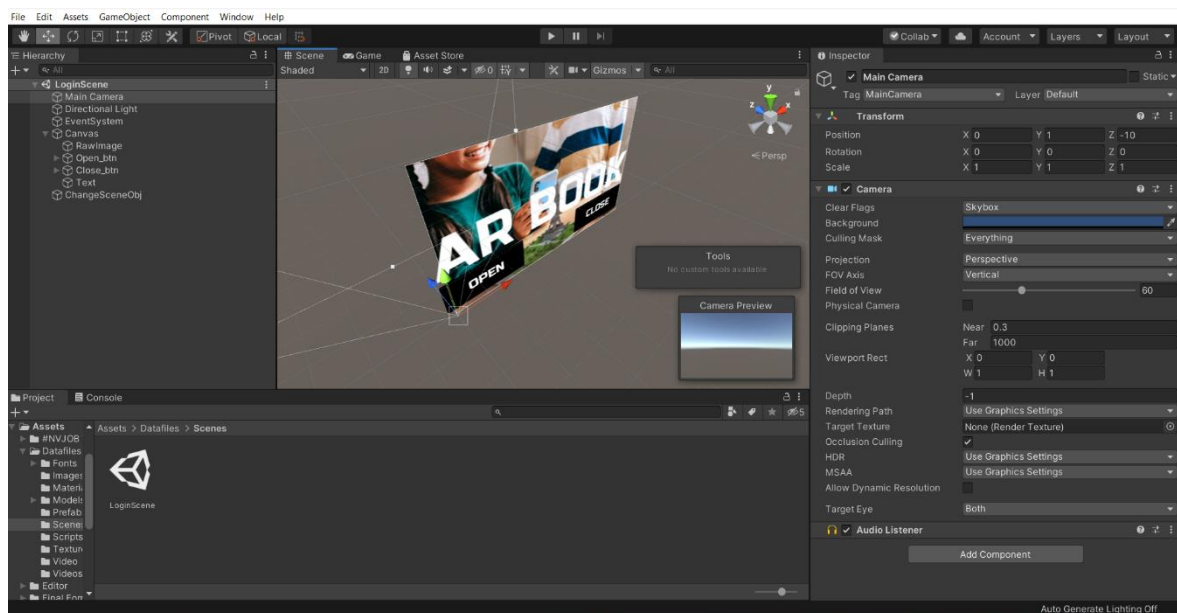 File Edit Assets GameObject Component Window Help
Pivot Local
Collab Account Layers Layout
Hierarchy
All
LoginScene
Main Camera
Directional Light
EventSystem
Canvas
RawImage
Open_btn
Close_btn
Text
ChangeSceneObj
Scene Game Asset Store
Shaded 2D 0 Gizmos All
y
z x
Persp
AR BOOK
OPEN
CLOSE
Tools
No custom tools available
Camera Preview
Inspector
Main Camera Static
Tag MainCamera Layer Default
Transform
Position X 0 Y 1 Z -10
Rotation X 0 Y 0 Z 0
Scale X 1 Y 1 Z 1
Camera
Clear Flags Skybox
Background
Culling Mask Everything
Projection Perspective
FOV Axis Vertical
Field of View 60
Physical Camera
Clipping Planes Near 0.3
Far 1000
Viewport Rect X 0 Y 0
W 1 H 1
Depth -1
Rendering Path Use Graphics Settings
Target Texture None (Render Texture)
Occlusion Culling
HDR Use Graphics Settings
MSAA Use Graphics Settings
Allow Dynamic Resolution
Target Eye Both
Audio Listener
Add Component
Project Console
5
Assets
#NVJOB
Datafiles
Fonts
Images
Materi
Models
Prefab
Scenes
Scripts
Textur
Video
Videos
Editor
Assets > Datafiles > Scenes
LoginScene
Auto Generate Lighting Off